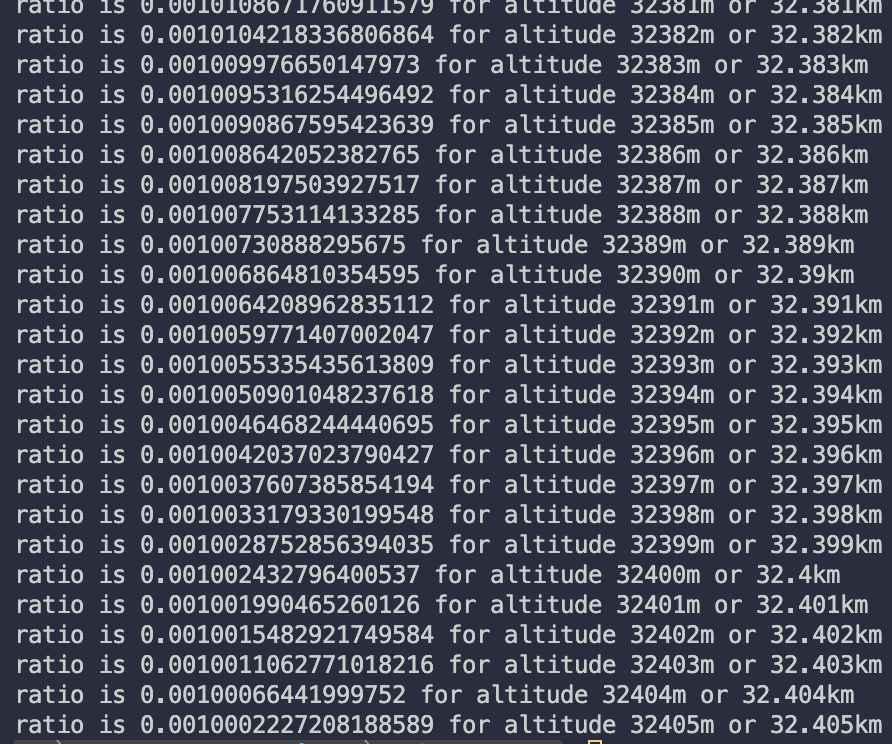 ratio is 0.0010108671760911579 for altitude 32381m or 32.381km
ratio is 0.0010104218336806864 for altitude 32382m or 32.382km
ratio is 0.001009976650147973 for altitude 32383m or 32.383km
ratio is 0.0010095316254496492 for altitude 32384m or 32.384km
ratio is 0.0010090867595423639 for altitude 32385m or 32.385km
ratio is 0.001008642052382765 for altitude 32386m or 32.386km
ratio is 0.001008197503927517 for altitude 32387m or 32.387km
ratio is 0.001007753114133285 for altitude 32388m or 32.388km
ratio is 0.001007308882956​75 for altitude 32389m or 32.389km
ratio is 0.0010068648103545​95 for altitude 32390m or 32.39km
ratio is 0.0010064208962835112 for altitude 32391m or 32.391km
ratio is 0.0010059771407002047 for altitude 32392m or 32.392km
ratio is 0.0010055335435613809 for altitude 32393m or 32.393km
ratio is 0.0010050901048237618 for altitude 32394m or 32.394km
ratio is 0.0010046468244440695 for altitude 32395m or 32.395km
ratio is 0.0010042037023790427 for altitude 32396m or 32.396km
ratio is 0.0010037607385854194 for altitude 32397m or 32.397km
ratio is 0.0010033179330199548 for altitude 32398m or 32.398km
ratio is 0.0010028752856394035 for altitude 32399m or 32.399km
ratio is 0.001002432796400537 for altitude 32400m or 32.4km
ratio is 0.001001990465260126 for altitude 32401m or 32.401km
ratio is 0.0010015482921749584 for altitude 32402m or 32.402km
ratio is 0.0010011062771018216 for altitude 32403m or 32.403km
ratio is 0.001000664419997​52 for altitude 32404m or 32.404km
ratio is 0.0010002227208188589 for altitude 32405m or 32.405km